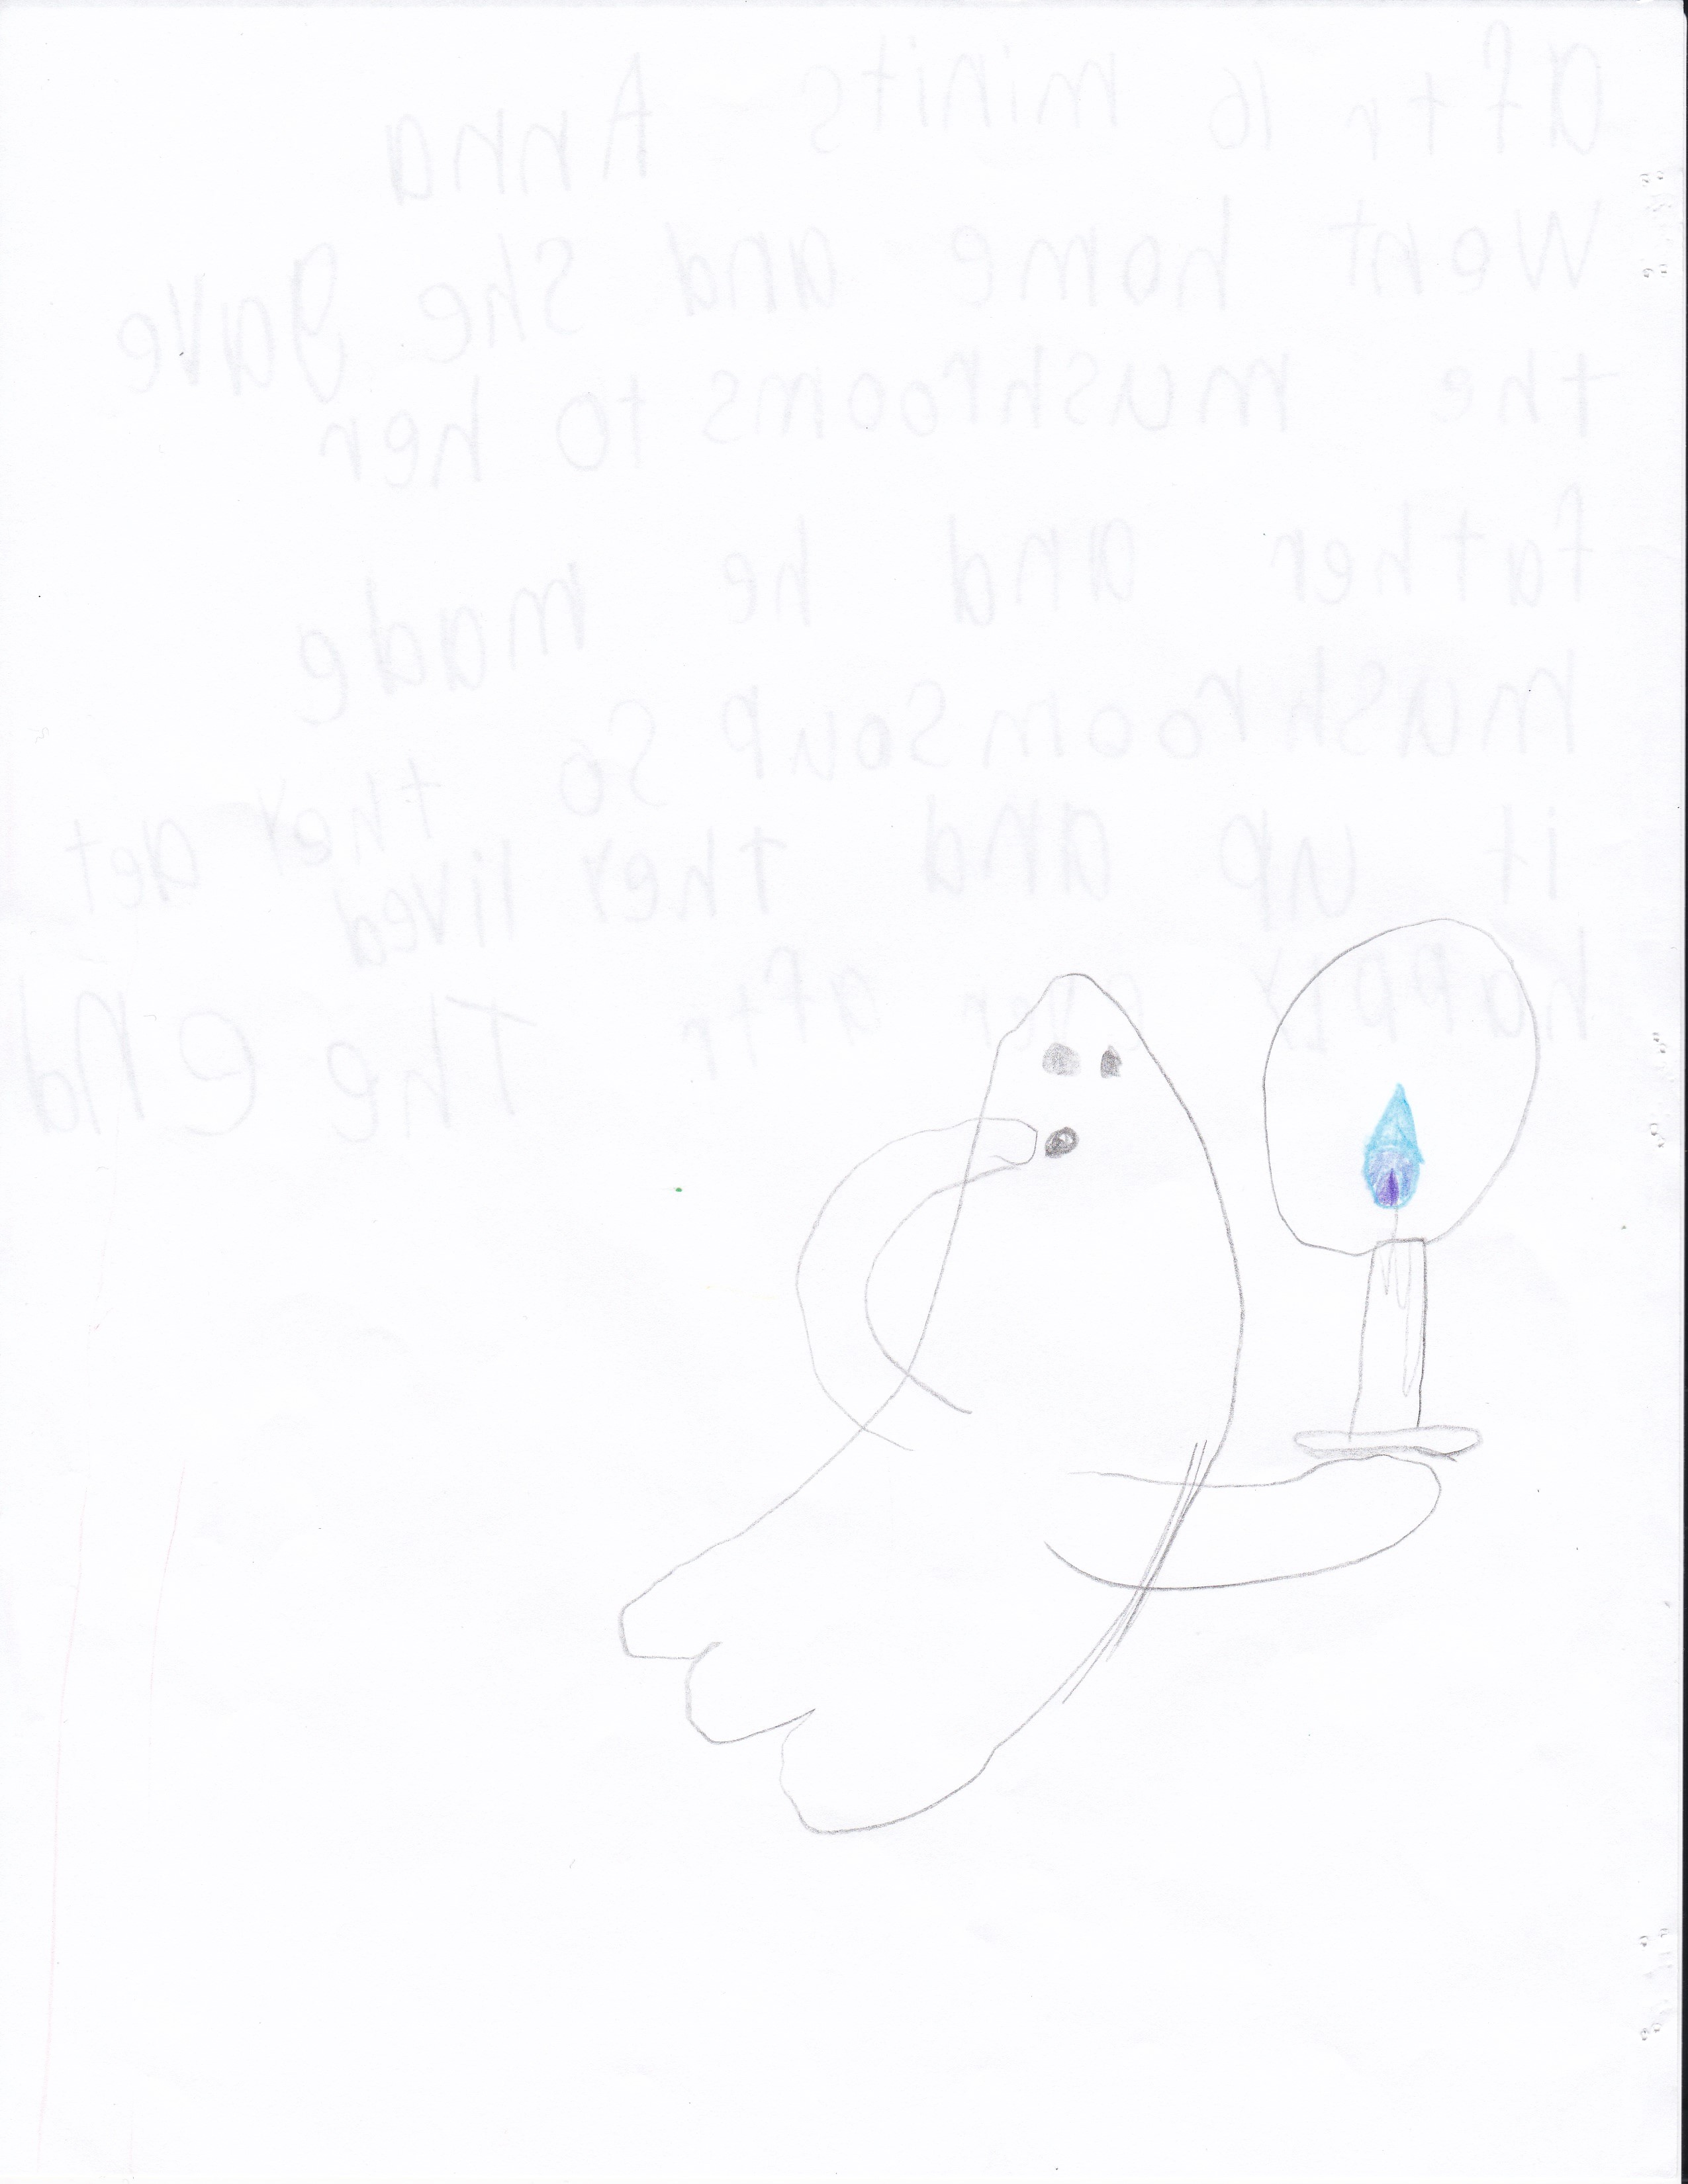 aftr 16 minits Anna
went home and she gave
the mushrooms to her
father and he made
mushroom soup so they aet
it up and they lived
happly ever aftr The end